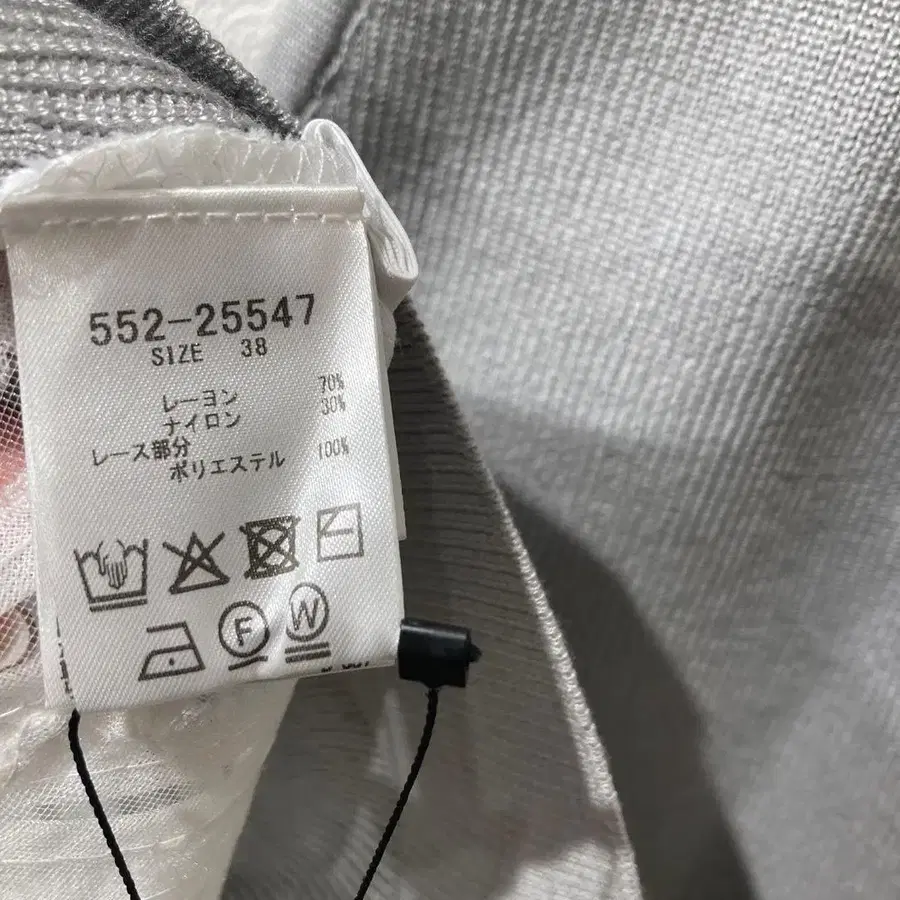 552-25547
SIZE 38
レーヨン 70%
ナイロン 30%
レース部分
ポリエステル 100%
F W